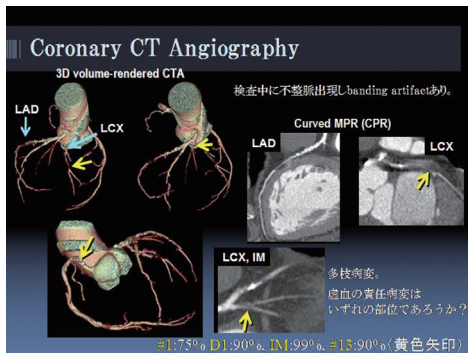 Coronary CT Angiography
3D volume-rendered CTA
検査中に不整脈出現しbanding artifactあり。
LAD
LCX
Curved MPR (CPR)
LAD
LCX
LCX, IM
多枝病変。
虚血の責任病変は
いずれの部位であろうか?
#1:75% D1:90%. IM:99%. #13:90%(黄色矢印)